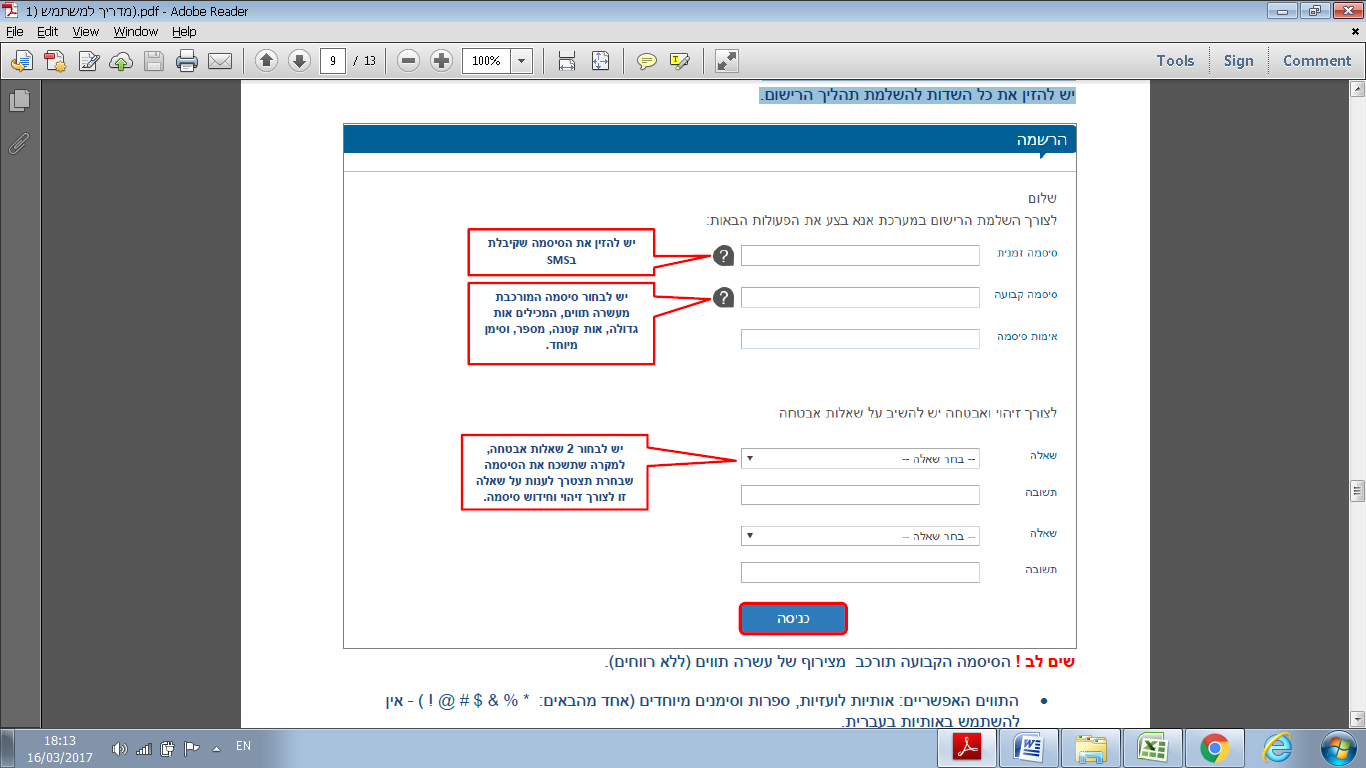 1) מדריך למשתמש).pdf - Adobe Reader
File Edit View Window Help
9 / 13 100% Tools Sign Comment
יש להזין את כל השדות להשלמת תהליך הרישום.
הרשמה
שלום
לצורך השלמת הרישום במערכת אנא בצע את הפעולות הבאות:
סיסמה זמנית
?
יש להזין את הסיסמה שקיבלת
בSMS
סיסמה קבועה
?
יש לבחור סיסמה המורכבת
מעשרה תווים, המכילים אות
גדולה, אות קטנה, מספר, וסימן
מיוחד.
אימות סיסמה
לצורך זיהוי ואבטחה יש להשיב על שאלות אבטחה
שאלה
-- בחר שאלה --
יש לבחור 2 שאלות אבטחה,
למקרה שתשכח את הסיסמה
שבחרת תצטרך לענות על שאלה
זו לצורך זיהוי וחידוש סיסמה.
תשובה
שאלה
-- בחר שאלה --
תשובה
כניסה
שים לב ! הסיסמה הקבועה תורכב מצירוף של עשרה תווים (ללא רווחים).
• התווים האפשריים: אותיות לועזיות, ספרות וסימנים מיוחדים (אחד מהבאים: * % & $ # @ ! ) - אין
להשתמש באותיות בעברית.
EN 18:13
16/03/2017